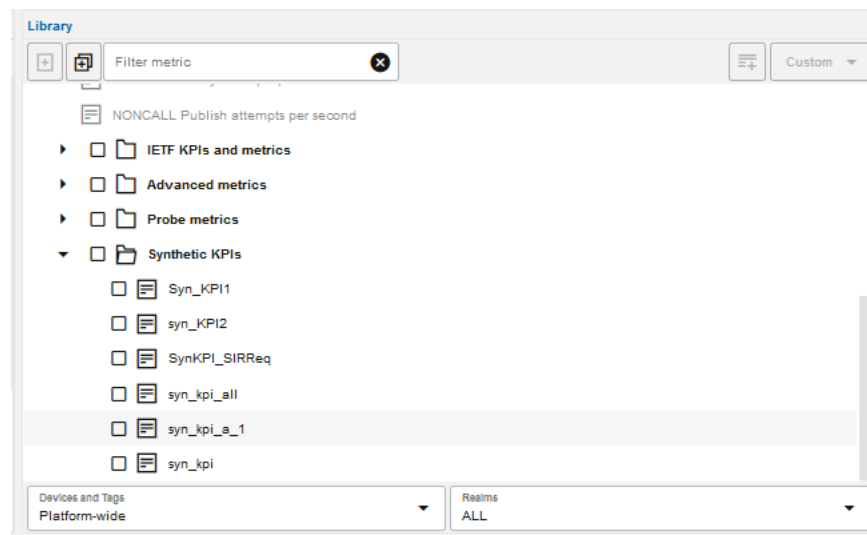 Library
Filter metric
Custom
NONCALL Publish attempts per second
IETF KPIs and metrics
Advanced metrics
Probe metrics
Synthetic KPIs
Syn_KPI1
syn_KPI2
SynKPI_SIRReq
syn_kpi_all
syn_kpi_a_1
syn_kpi
Devices and Tags
Platform-wide
Realms
ALL